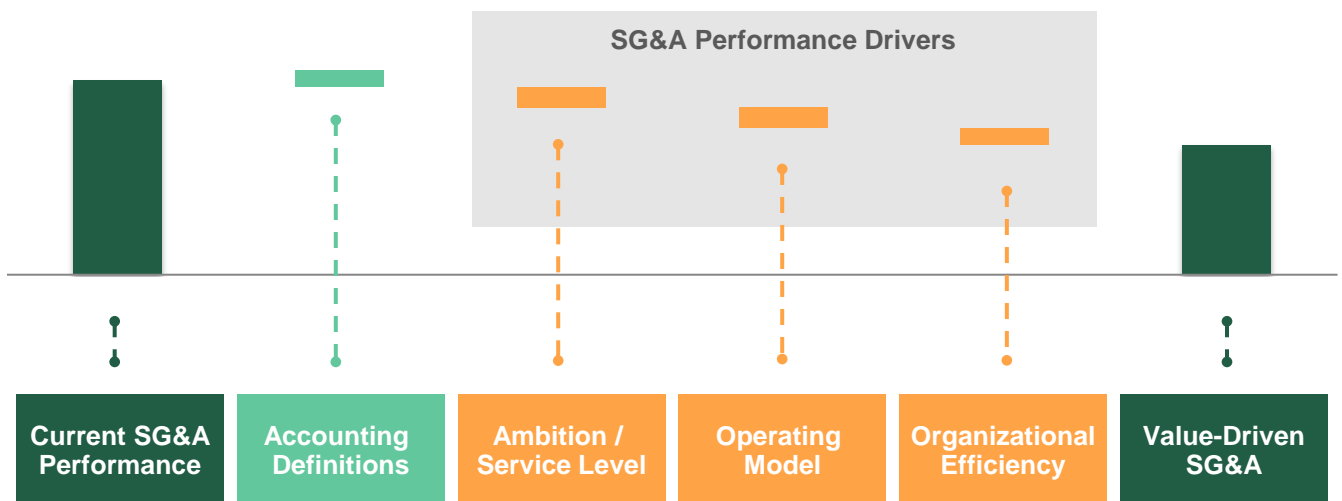 SG&A Performance Drivers
Current SG&A
Performance
Accounting
Definitions
Ambition /
Service Level
Operating
Model
Organizational
Efficiency
Value-Driven
SG&A